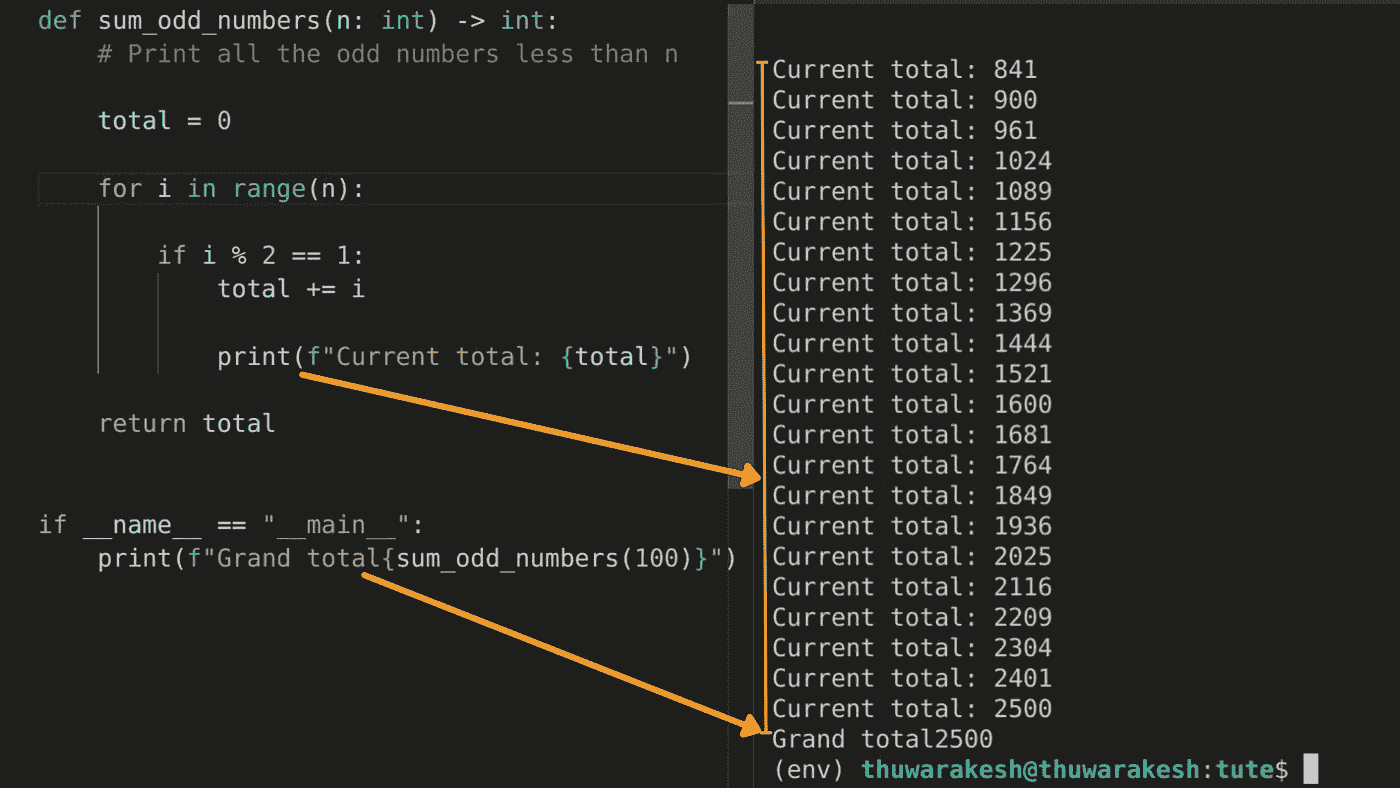 def sum_odd_numbers(n: int) -> int:
# Print all the odd numbers less than n
total = 0
for i in range(n):
if i % 2 == 1:
total += i
print(f"Current total: {total}")
return total
if __name__ == "__main__":
print(f"Grand total{sum_odd_numbers(100)}")
Current total: 841
Current total: 900
Current total: 961
Current total: 1024
Current total: 1089
Current total: 1156
Current total: 1225
Current total: 1296
Current total: 1369
Current total: 1444
Current total: 1521
Current total: 1600
Current total: 1681
Current total: 1764
Current total: 1849
Current total: 1936
Current total: 2025
Current total: 2116
Current total: 2209
Current total: 2304
Current total: 2401
Current total: 2500
Grand total2500
(env) thuwarakesh@thuwarakesh:tute$